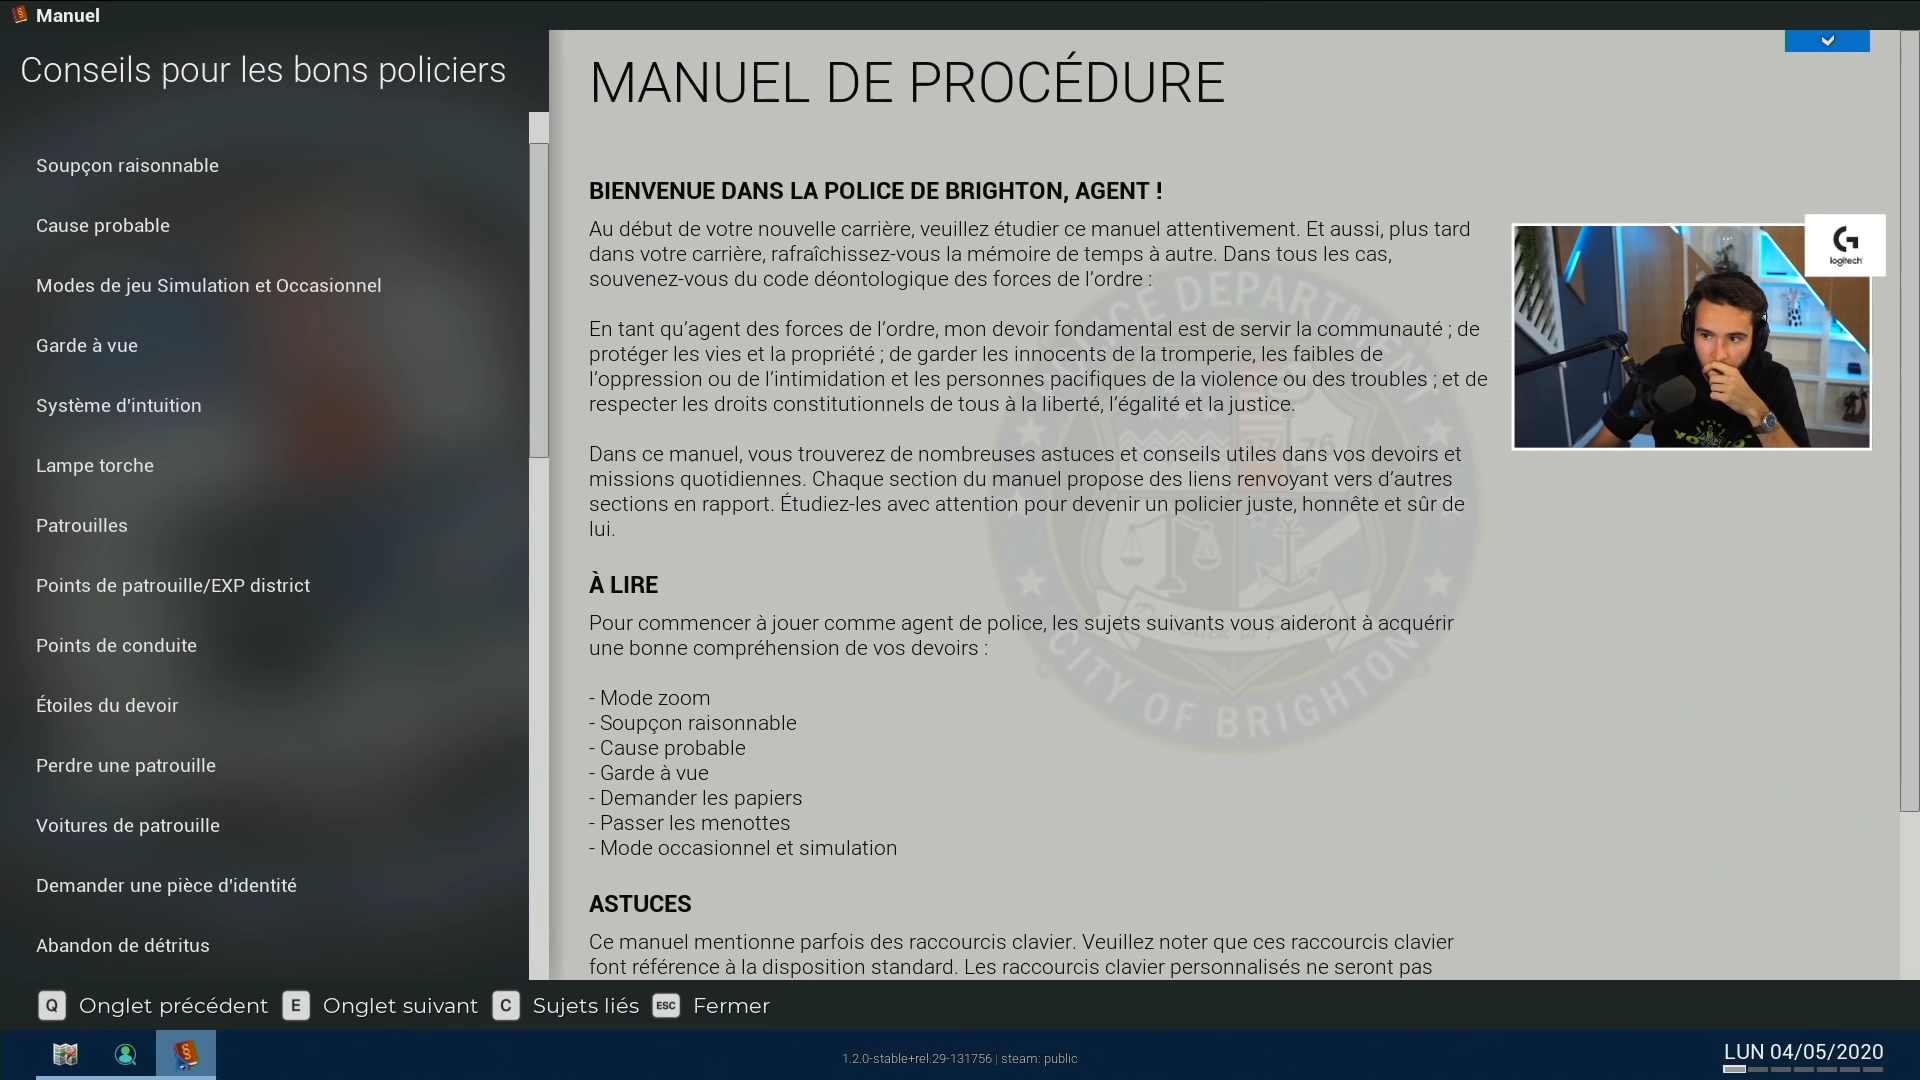 Manuel
Conseils pour les bons policiers
Soupçon raisonnable
Cause probable
Modes de jeu Simulation et Occasionnel
Garde à vue
Système d'intuition
Lampe torche
Patrouilles
Points de patrouille/EXP district
Points de conduite
Étoiles du devoir
Perdre une patrouille
Voitures de patrouille
Demander une pièce d'identité
Abandon de détritus
MANUEL DE PROCÉDURE
BIENVENUE DANS LA POLICE DE BRIGHTON, AGENT !
Au début de votre nouvelle carrière, veuillez étudier ce manuel attentivement. Et aussi, plus tard
dans votre carrière, rafraîchissez-vous la mémoire de temps à autre. Dans tous les cas,
souvenez-vous du code déontologique des forces de l’ordre :
En tant qu’agent des forces de l’ordre, mon devoir fondamental est de servir la communauté ; de
protéger les vies et la propriété ; de garder les innocents de la tromperie, les faibles de
l’oppression ou de l’intimidation et les personnes pacifiques de la violence ou des troubles ; et de
respecter les droits constitutionnels de tous à la liberté, l’égalité et la justice.
Dans ce manuel, vous trouverez de nombreuses astuces et conseils utiles dans vos devoirs et
missions quotidiennes. Chaque section du manuel propose des liens renvoyant vers d’autres
sections en rapport. Étudiez-les avec attention pour devenir un policier juste, honnête et sûr de
lui.
À LIRE
Pour commencer à jouer comme agent de police, les sujets suivants vous aideront à acquérir
une bonne compréhension de vos devoirs :
- Mode zoom
- Soupçon raisonnable
- Cause probable
- Garde à vue
- Demander les papiers
- Passer les menottes
- Mode occasionnel et simulation
ASTUCES
Ce manuel mentionne parfois des raccourcis clavier. Veuillez noter que ces raccourcis clavier
font référence à la disposition standard. Les raccourcis clavier personnalisés ne seront pas
POLICE DEPARTMENT
1776
CITY OF BRIGHTON
logitech
Q Onglet précédent E Onglet suivant C Sujets liés ESC Fermer
1.2.0-stable+rel.29-131756 | steam: public
LUN 04/05/2020